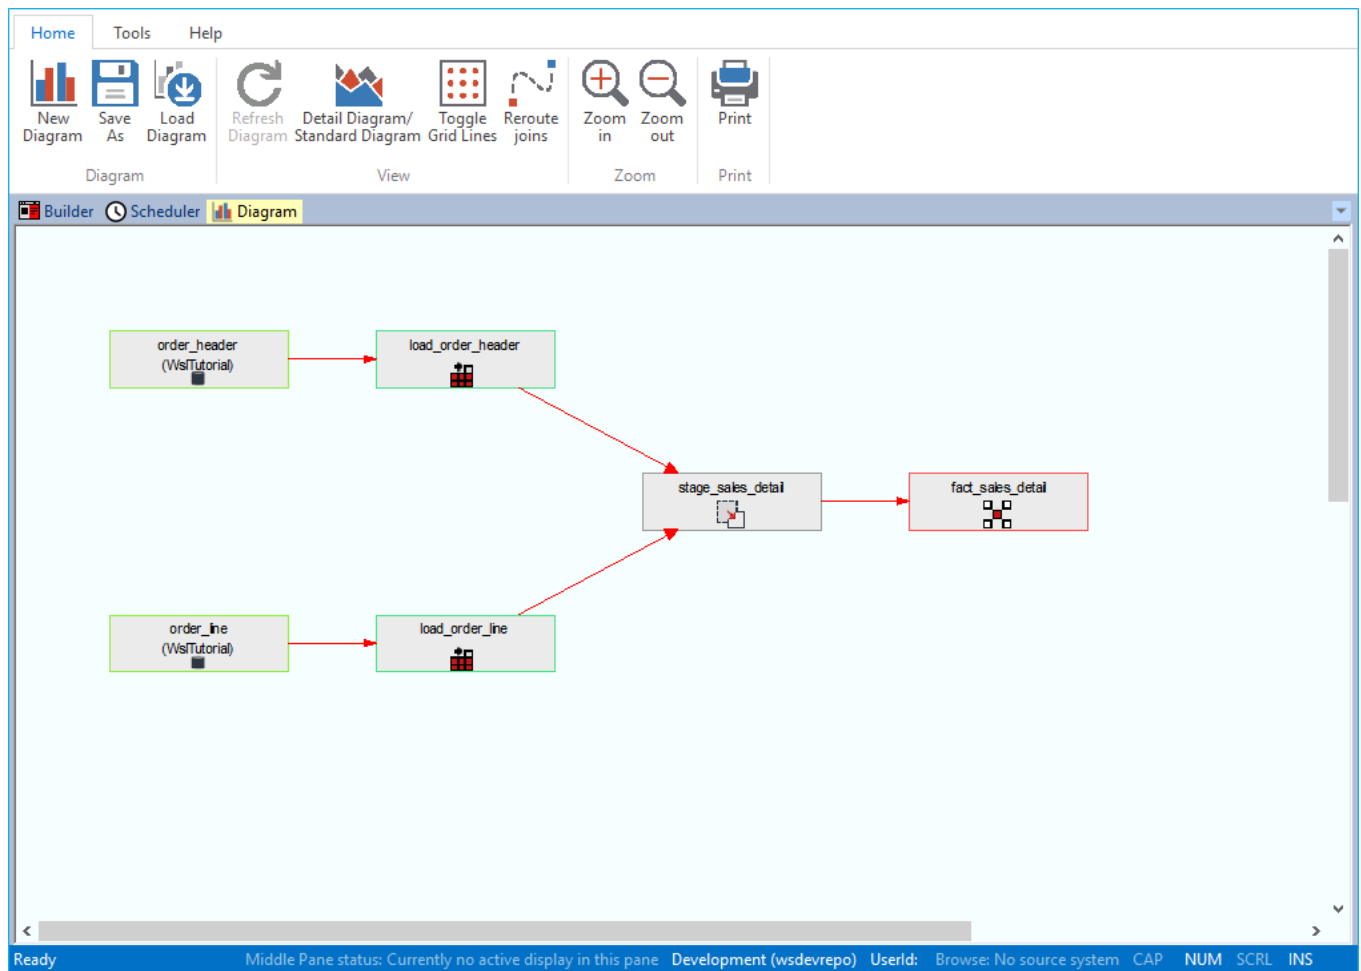 Home Tools Help
New Diagram
Save As
Load Diagram
Refresh Diagram
Detail Diagram/ Standard Diagram
Toggle Grid Lines
Reroute joins
Zoom in
Zoom out
Print
Diagram View Zoom Print
Builder Scheduler Diagram
order_header
(WslTutorial)
load_order_header
stage_sales_detail
fact_sales_detail
order_line
(WslTutorial)
load_order_line
Ready Middle Pane status: Currently no active display in this pane Development (wsdevrepo) UserId: Browse: No source system CAP NUM SCRL INS